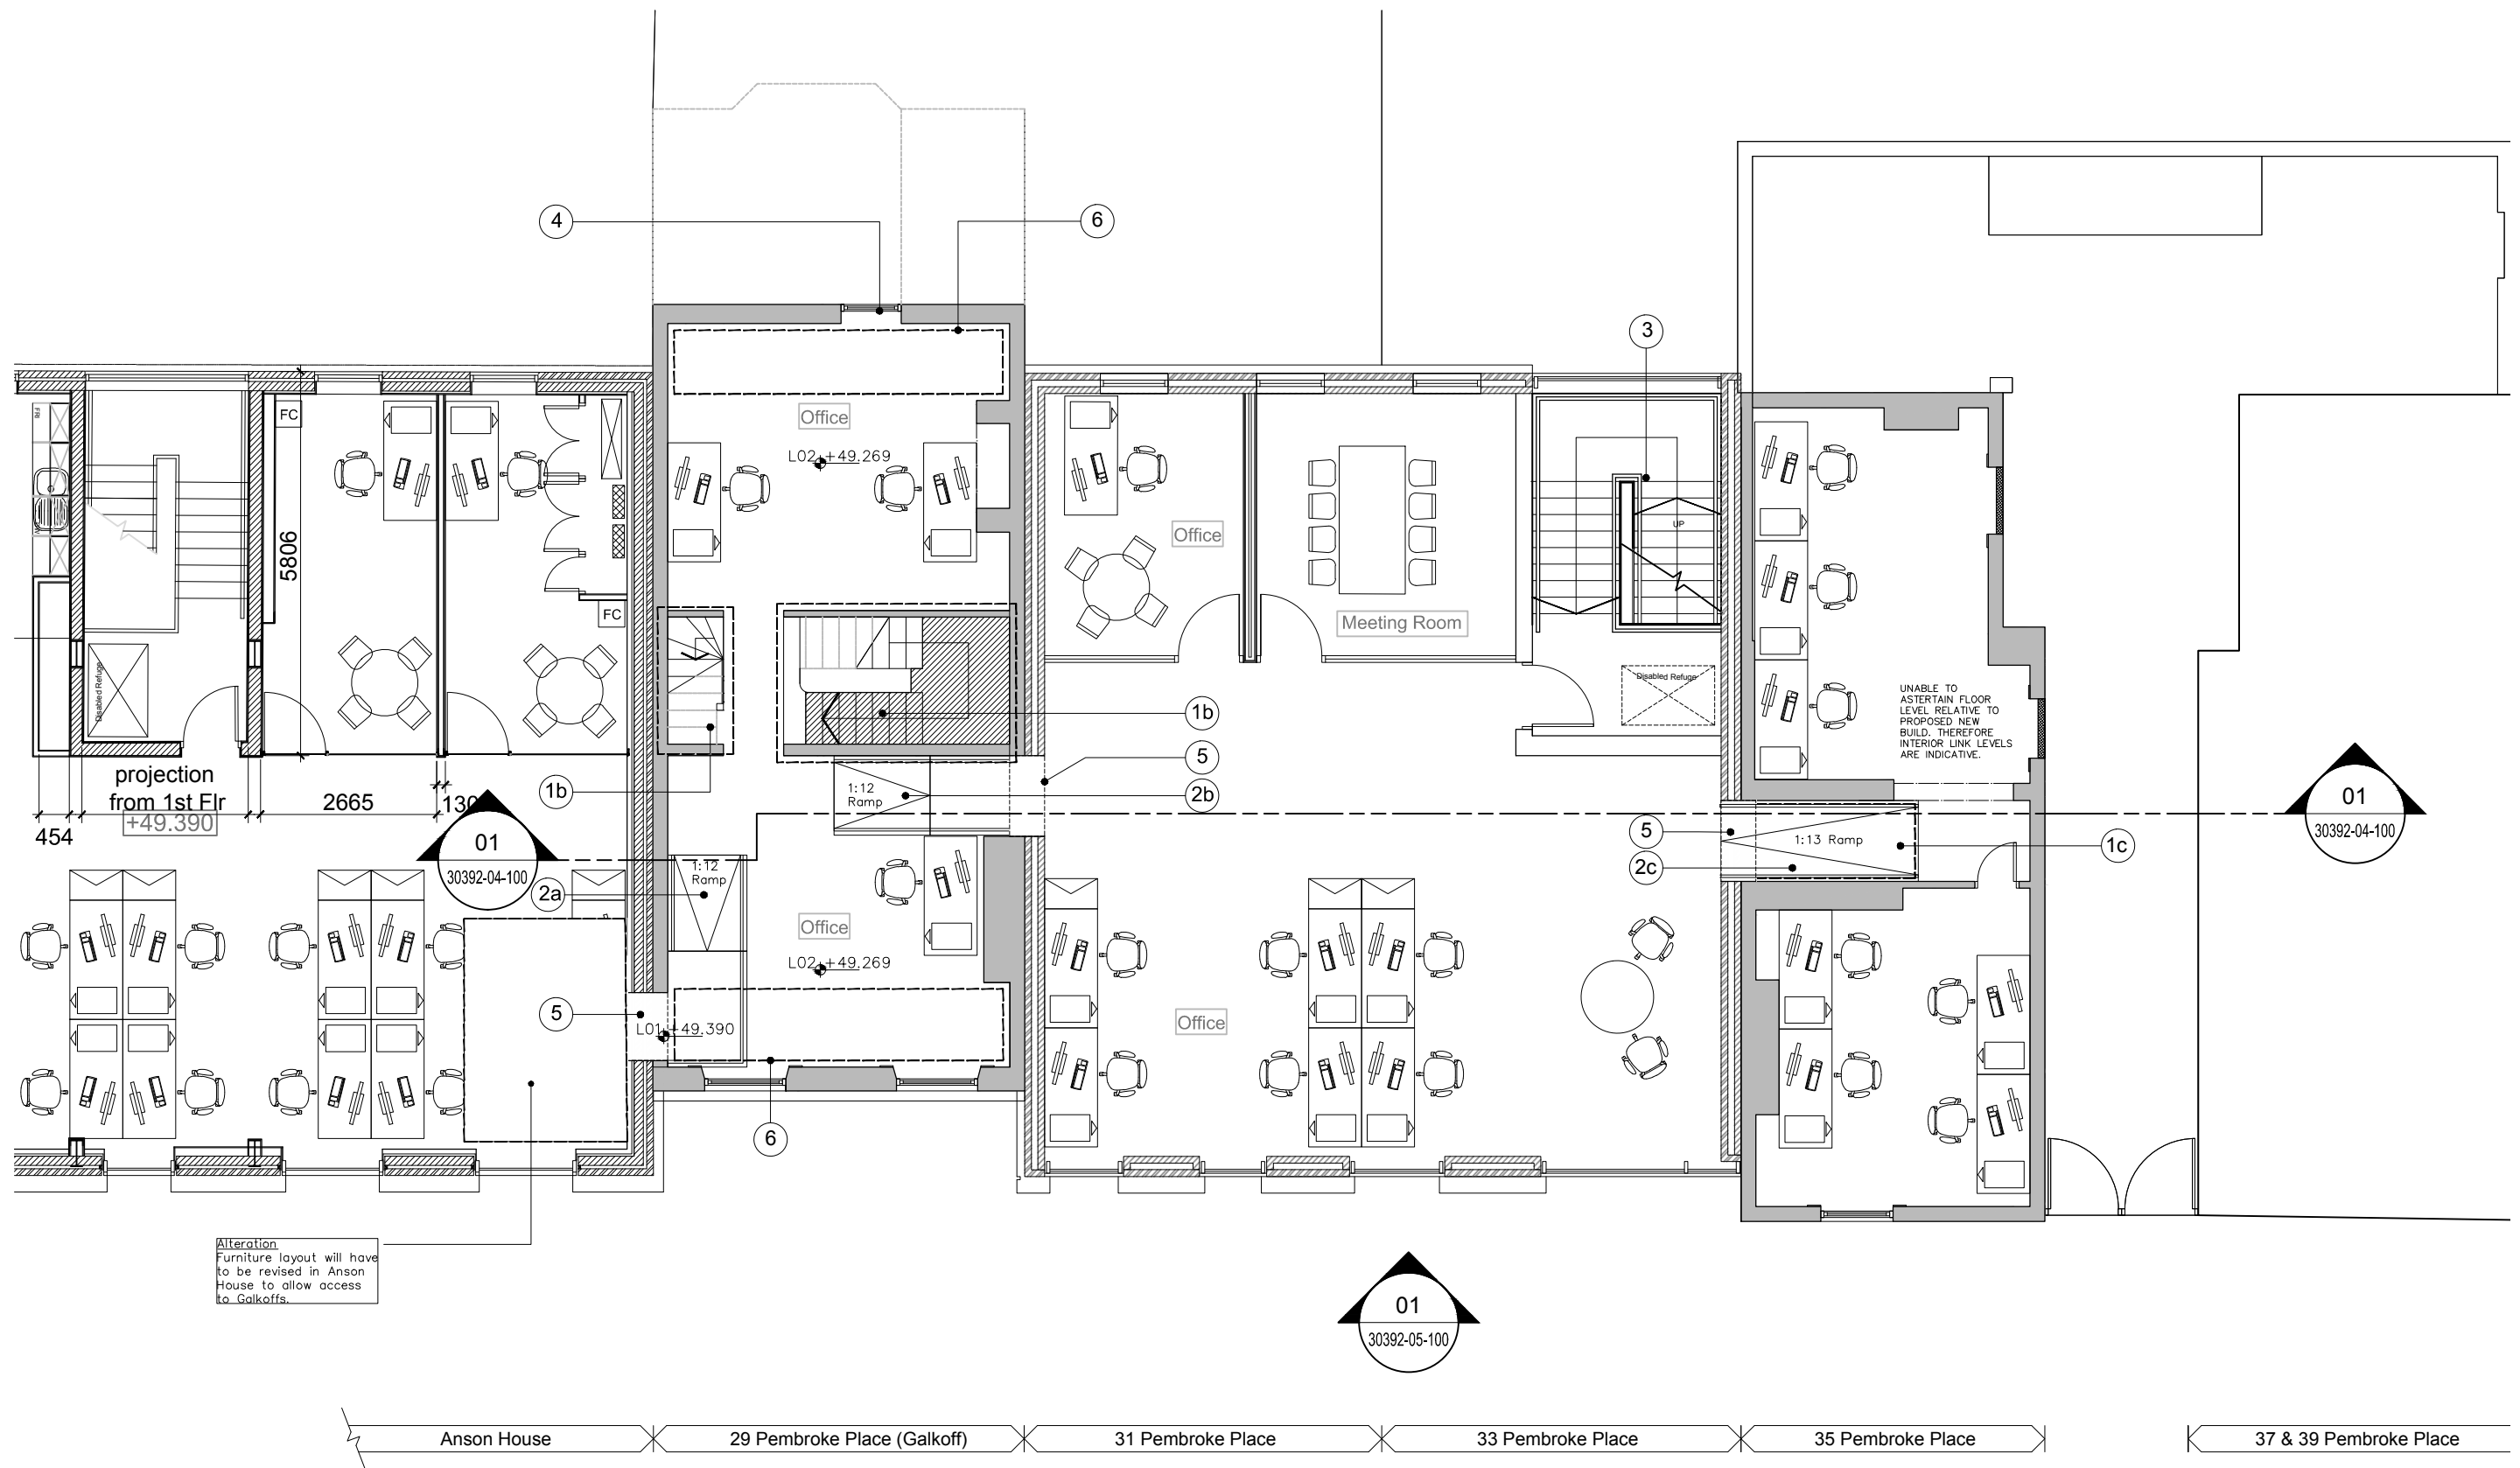 4
6
3
Office
L02 +49.269
FC
FRI
5806
Office
UP
FC
Meeting Room
Disabled Refuge
Disabled Refuge
UNABLE TO
ASTERTAIN FLOOR
LEVEL RELATIVE TO
PROPOSED NEW
BUILD. THEREFORE
INTERIOR LINK LEVELS
ARE INDICATIVE.
1b
5
projection
from 1st Flr
+49.390
454
2665
130
1b
1:12
Ramp
2b
01
30392-04-100
01
30392-04-100
5
1:13 Ramp
1c
2c
1:12
Ramp
2a
Office
L02 +49.269
5
L01 +49.390
Office
6
Alteration
Furniture layout will have
to be revised in Anson
House to allow access
to Galkoffs.
01
30392-05-100
Anson House
29 Pembroke Place (Galkoff)
31 Pembroke Place
33 Pembroke Place
35 Pembroke Place
37 & 39 Pembroke Place